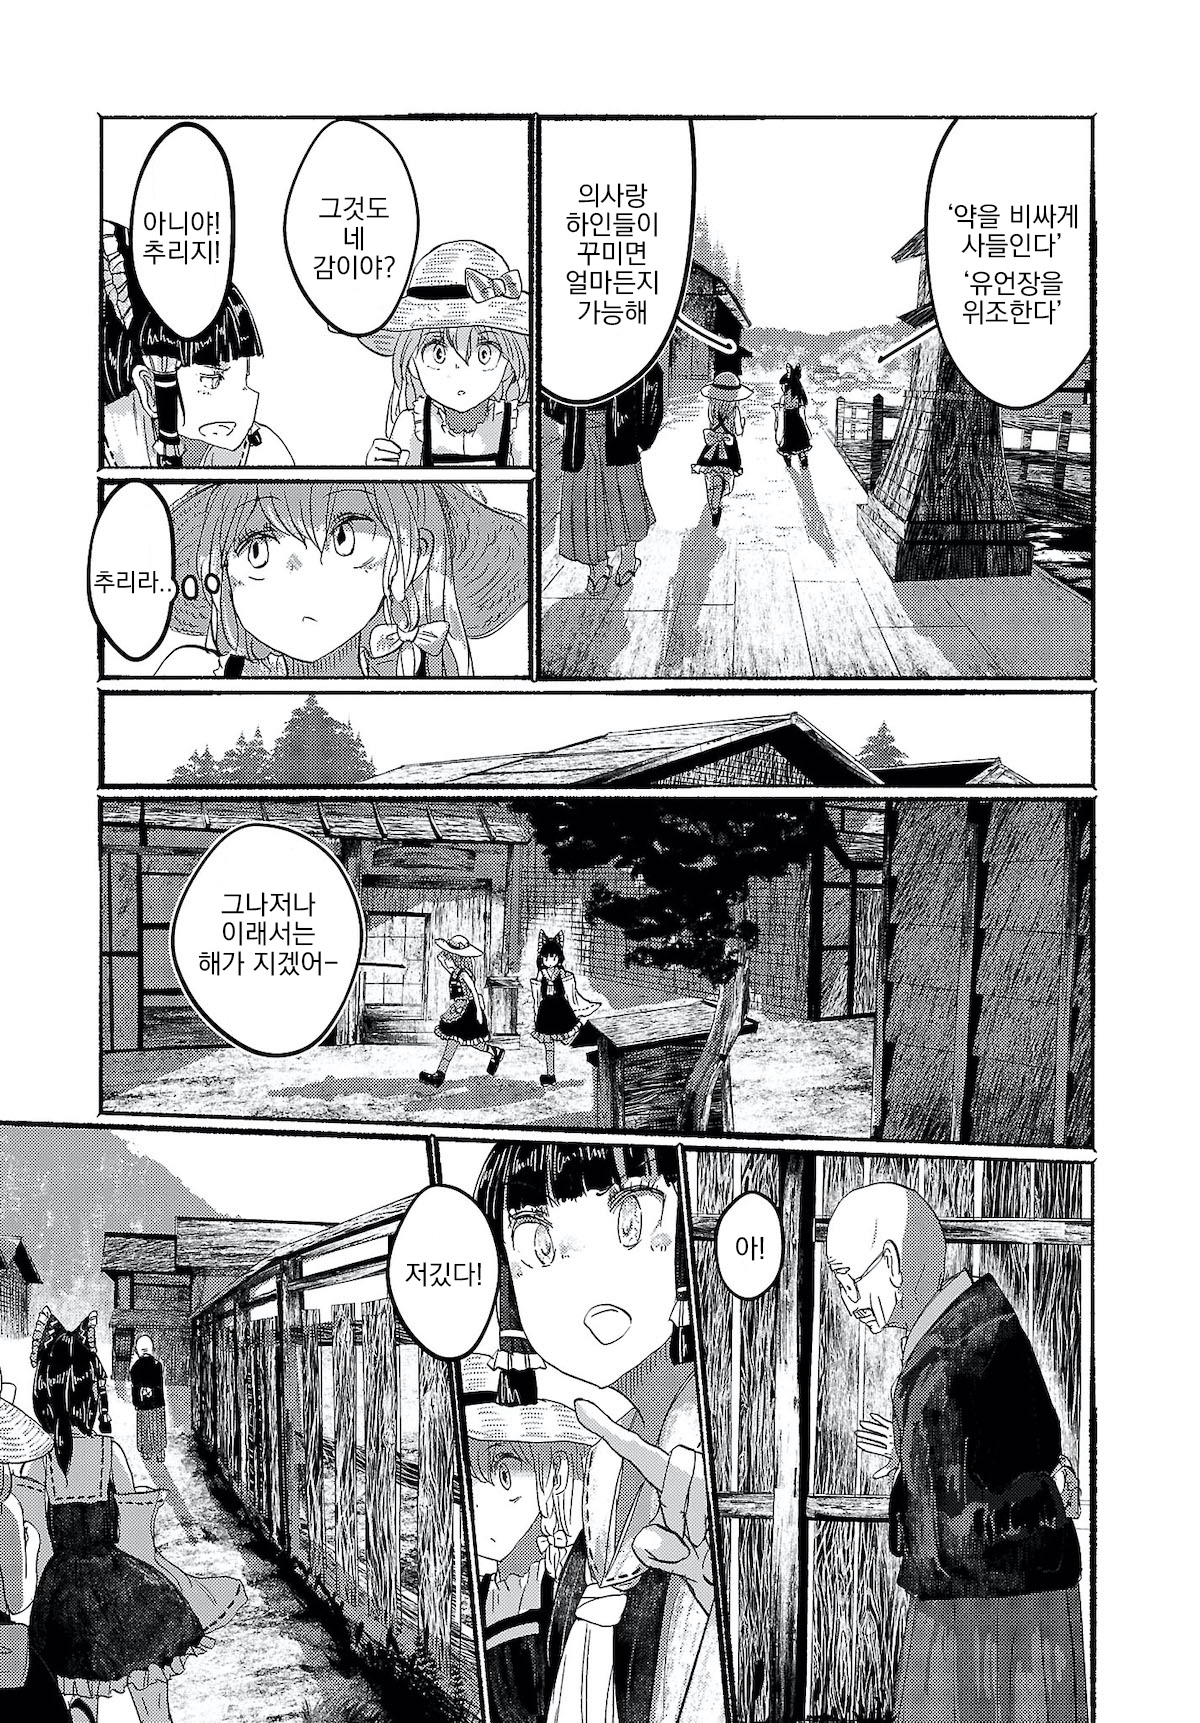 ‘약을 비싸게
사들인다’
‘유언장을
위조한다’
의사랑
하인들이
꾸미면
얼마든지
가능해
그것도
네
감이야?
아니야!
추리지!
추리라..
그나저나
이래서는
해가 지겠어-
아!
저깄다!